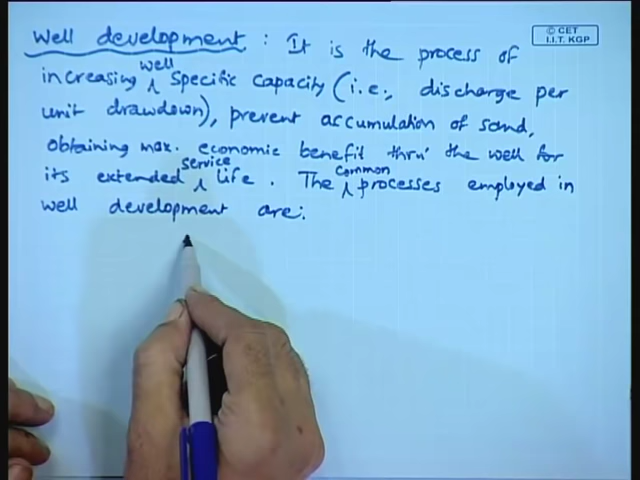 © CET
I.I.T. KGP
Well development : It is the process of
increasing well specific capacity (i.e., discharge per
unit drawdown), prevent accumulation of sand,
obtaining max. economic benefit thru' the well for
its extended service life. The common processes employed in
well development are: